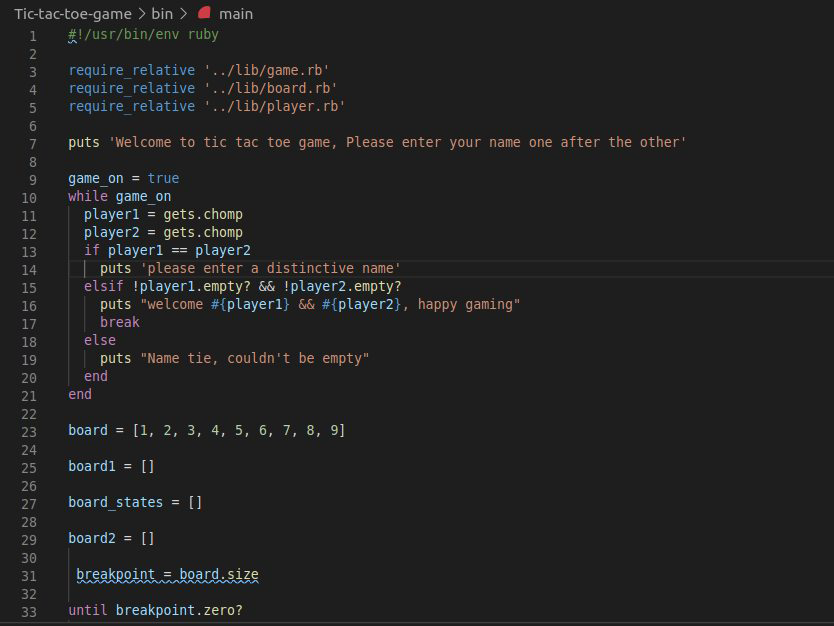 Tic-tac-toe-game > bin > main
1 #!/usr/bin/env ruby
2
3 require_relative '../lib/game.rb'
4 require_relative '../lib/board.rb'
5 require_relative '../lib/player.rb'
6
7 puts 'Welcome to tic tac toe game, Please enter your name one after the other'
8
9 game_on = true
10 while game_on
11   player1 = gets.chomp
12   player2 = gets.chomp
13   if player1 == player2
14     puts 'please enter a distinctive name'
15   elsif !player1.empty? && !player2.empty?
16     puts "welcome #{player1} && #{player2}, happy gaming"
17     break
18   else
19     puts "Name tie, couldn't be empty"
20   end
21 end
22
23 board = [1, 2, 3, 4, 5, 6, 7, 8, 9]
24
25 board1 = []
26
27 board_states = []
28
29 board2 = []
30
31  breakpoint = board.size
32
33 until breakpoint.zero?